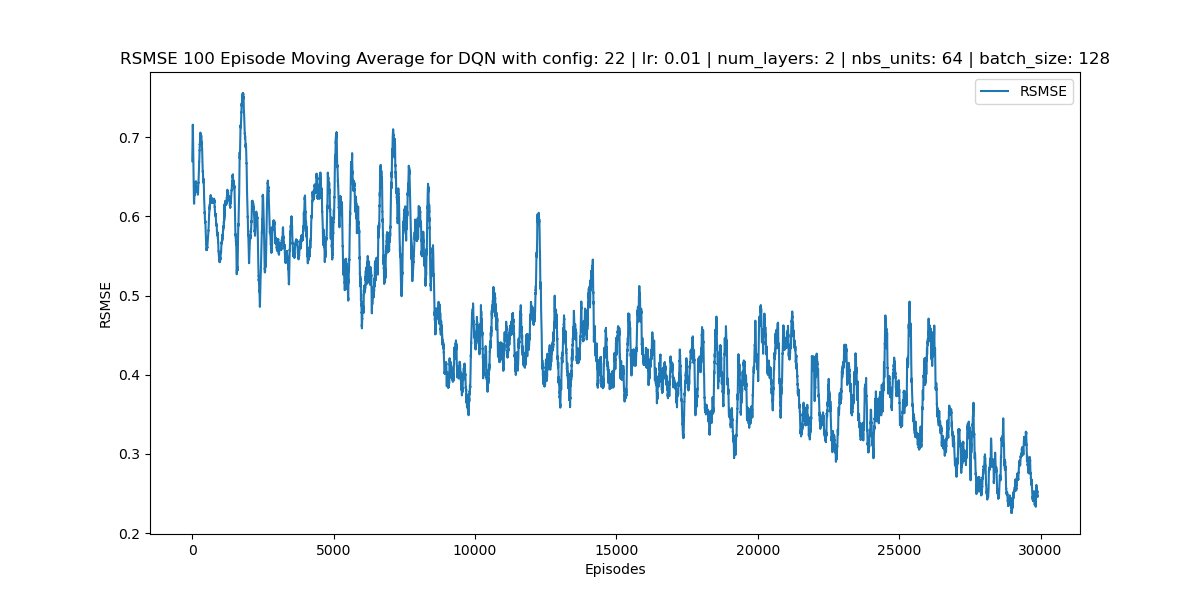 RSMSE 100 Episode Moving Average for DQN with config: 22 | lr: 0.01 | num_layers: 2 | nbs_units: 64 | batch_size: 128
RSMSE
0.7
0.6
0.5
0.4
0.3
0.2
RSMSE
0 5000 10000 15000 20000 25000 30000
Episodes